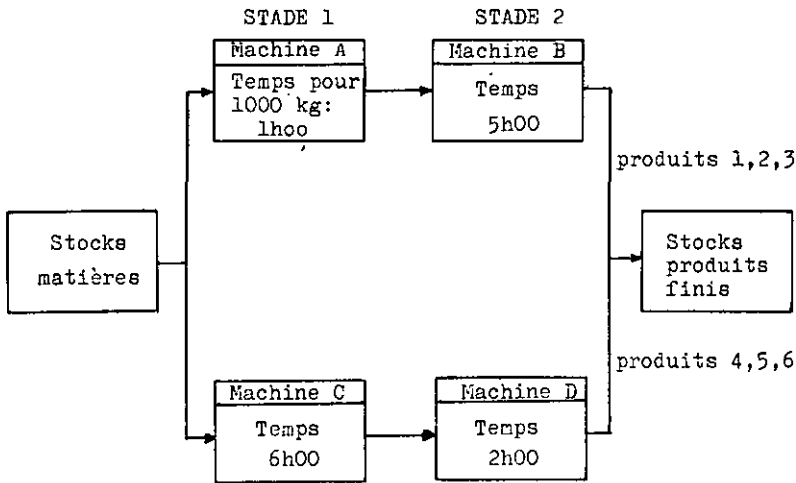 STADE 1
STADE 2
Machine A
Temps pour
1000 kg:
1hoo
Machine B
Temps
5h00
produits 1,2,3
Stocks
matières
Stocks
produits
finis
produits 4,5,6
Machine C
Temps
6h00
Machine D
Temps
2h00